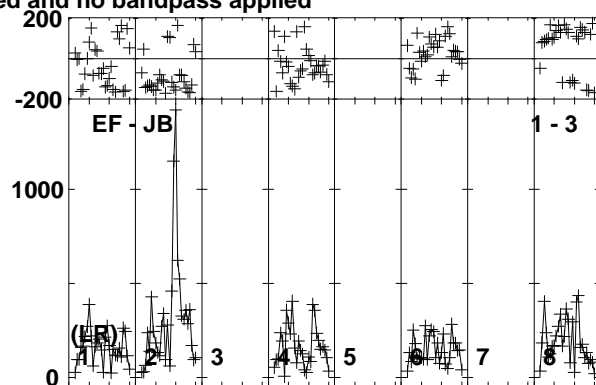 ed and no bandpass applied
200
-200
EF - JB 1 - 3
1000
(LR)
0 1 2 3 4 5 6 7 8